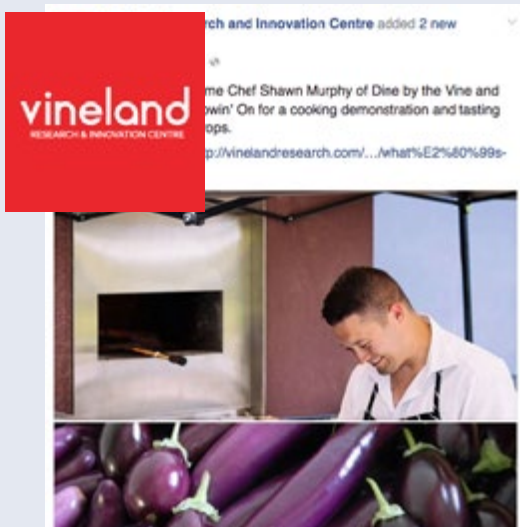 vineland
RESEARCH & INNOVATION CENTRE
rch and Innovation Centre added 2 new
me Chef Shawn Murphy of Dine by the Vine and
owin' On for a cooking demonstration and tasting
ops.
p://vinelandresearch.com/.../what%E2%80%99s-